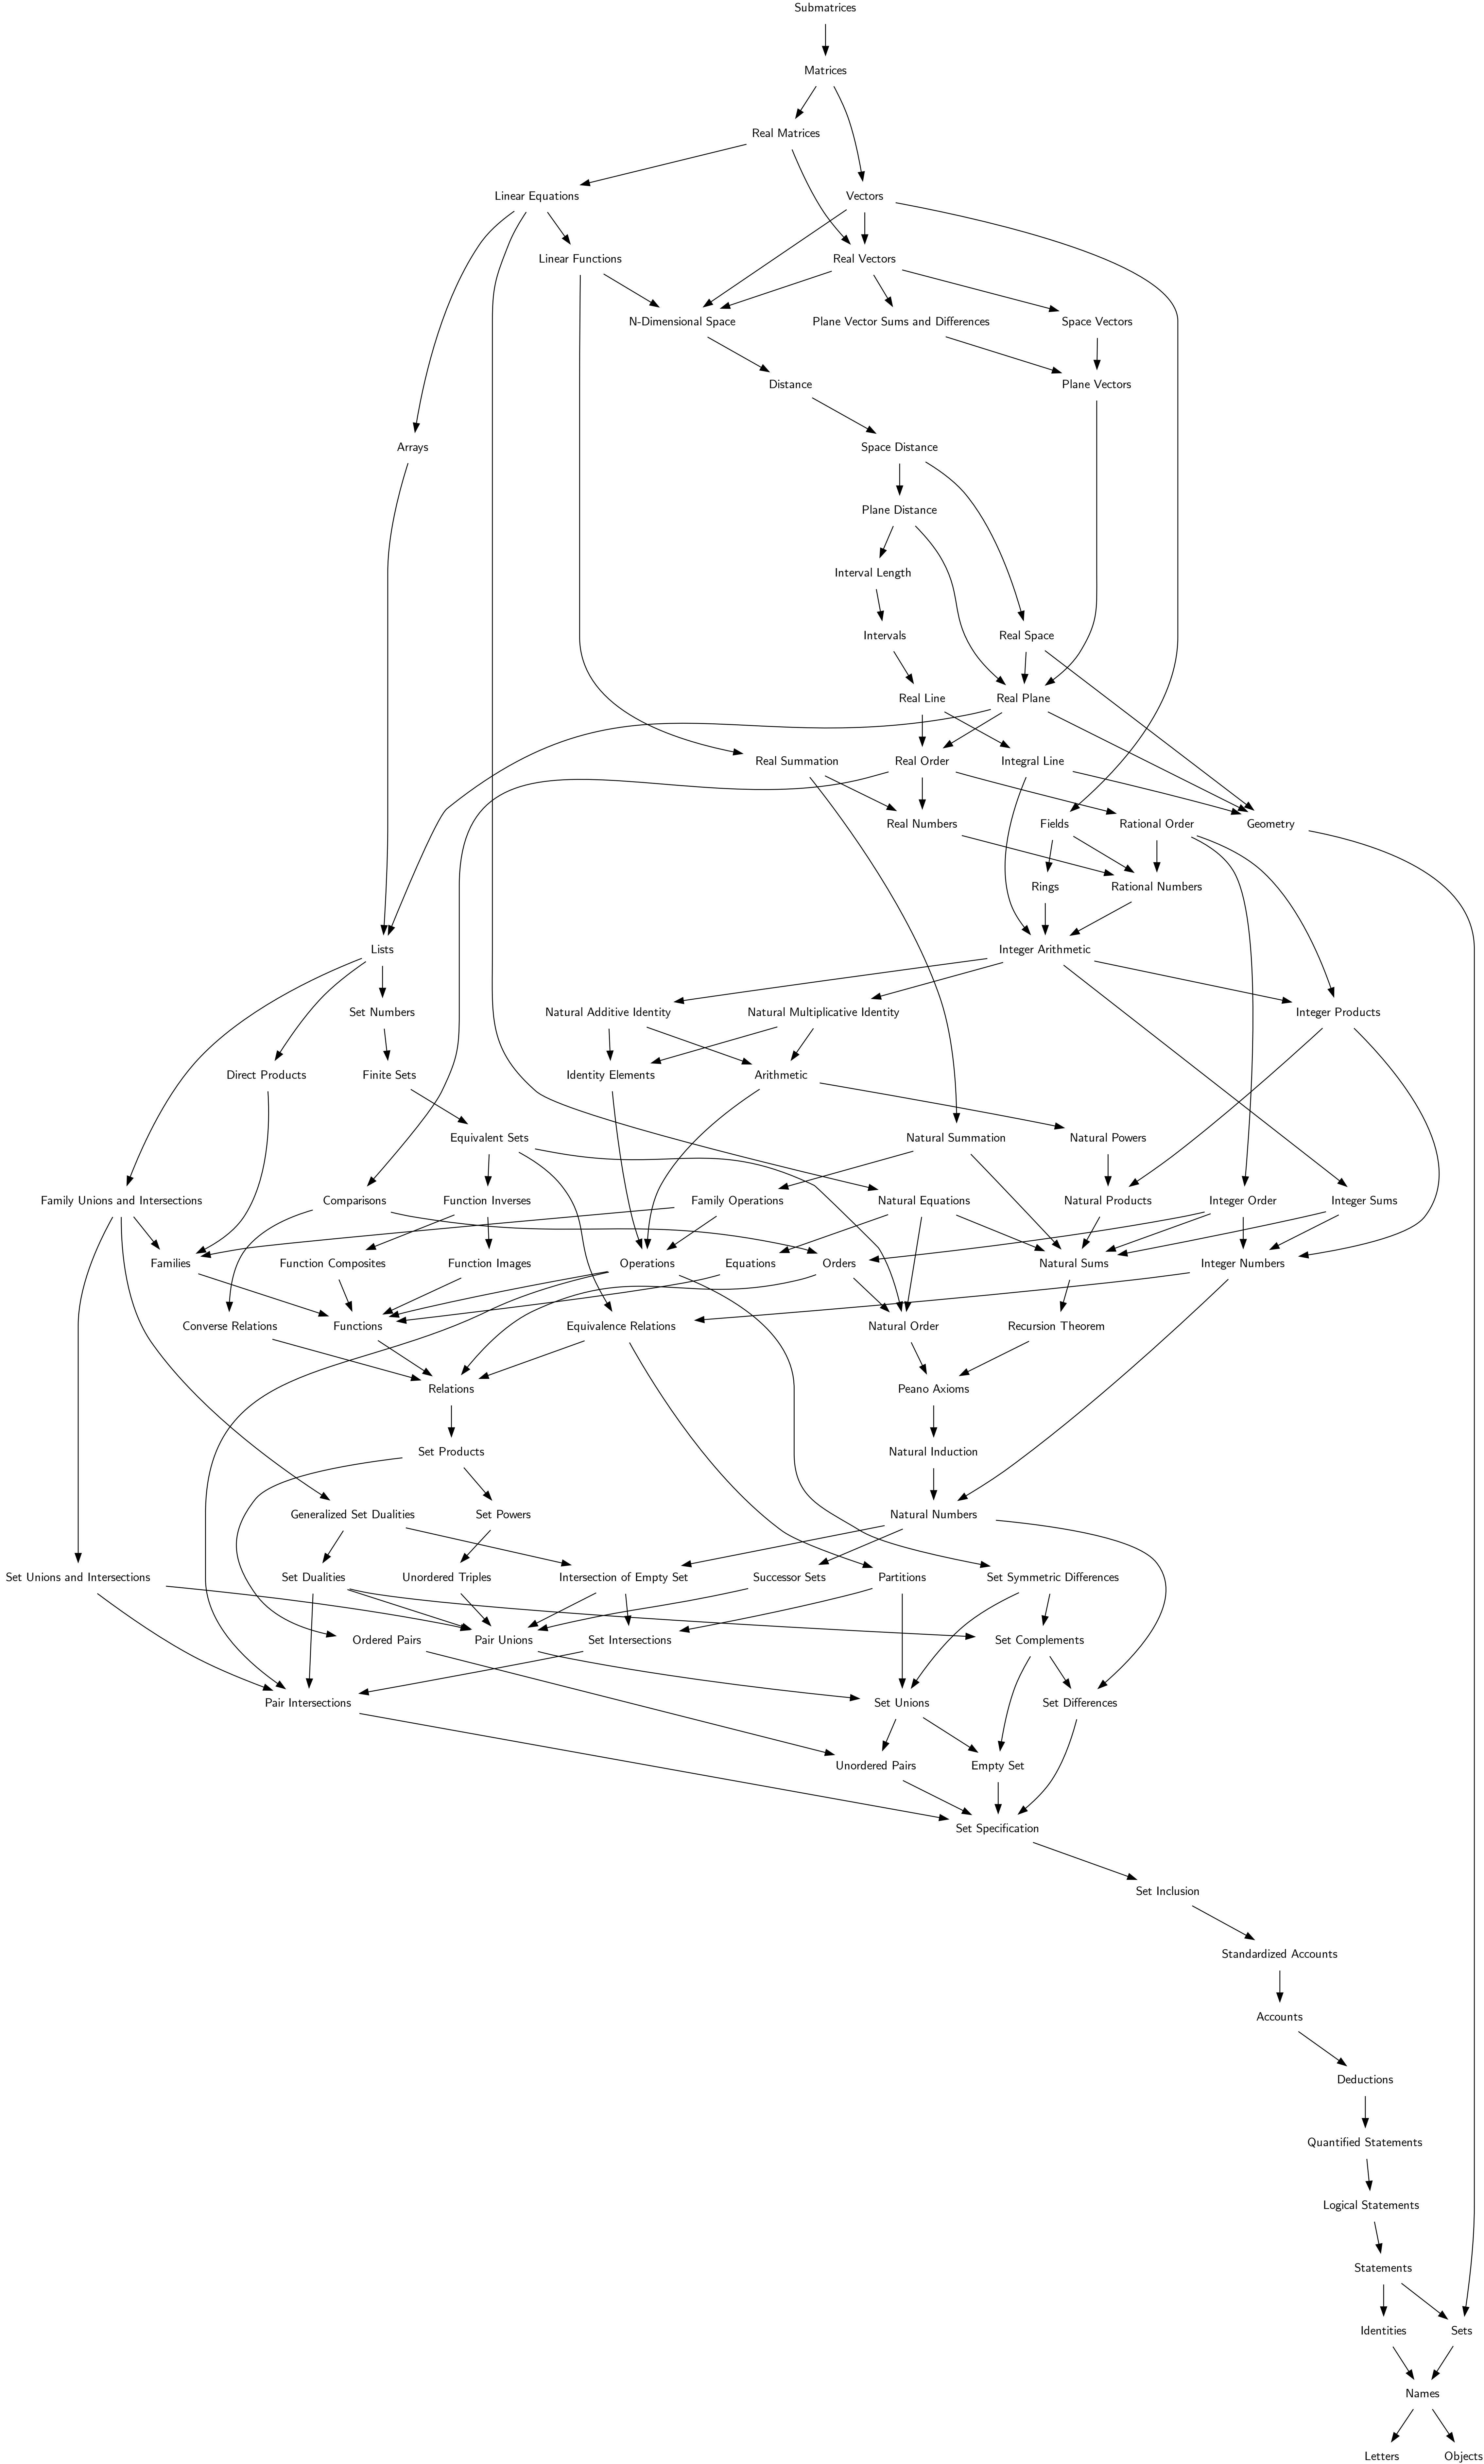 Submatrices
Matrices
Real Matrices
Linear Equations
Vectors
Linear Functions
Real Vectors
N-Dimensional Space
Plane Vector Sums and Differences
Space Vectors
Distance
Plane Vectors
Arrays
Space Distance
Plane Distance
Interval Length
Intervals
Real Space
Real Line
Real Plane
Real Summation
Real Order
Integral Line
Real Numbers
Fields
Rational Order
Geometry
Rings
Rational Numbers
Lists
Integer Arithmetic
Set Numbers
Natural Additive Identity
Natural Multiplicative Identity
Integer Products
Direct Products
Finite Sets
Identity Elements
Arithmetic
Equivalent Sets
Natural Summation
Natural Powers
Family Unions and Intersections
Comparisons
Function Inverses
Family Operations
Natural Equations
Natural Products
Integer Order
Integer Sums
Families
Function Composites
Function Images
Operations
Equations
Orders
Natural Sums
Integer Numbers
Converse Relations
Functions
Equivalence Relations
Natural Order
Recursion Theorem
Relations
Peano Axioms
Set Products
Natural Induction
Generalized Set Dualities
Set Powers
Natural Numbers
Set Unions and Intersections
Set Dualities
Unordered Triples
Intersection of Empty Set
Successor Sets
Partitions
Set Symmetric Differences
Ordered Pairs
Pair Unions
Set Intersections
Set Complements
Pair Intersections
Set Unions
Set Differences
Unordered Pairs
Empty Set
Set Specification
Set Inclusion
Standardized Accounts
Accounts
Deductions
Quantified Statements
Logical Statements
Statements
Identities
Sets
Names
Letters
Objects